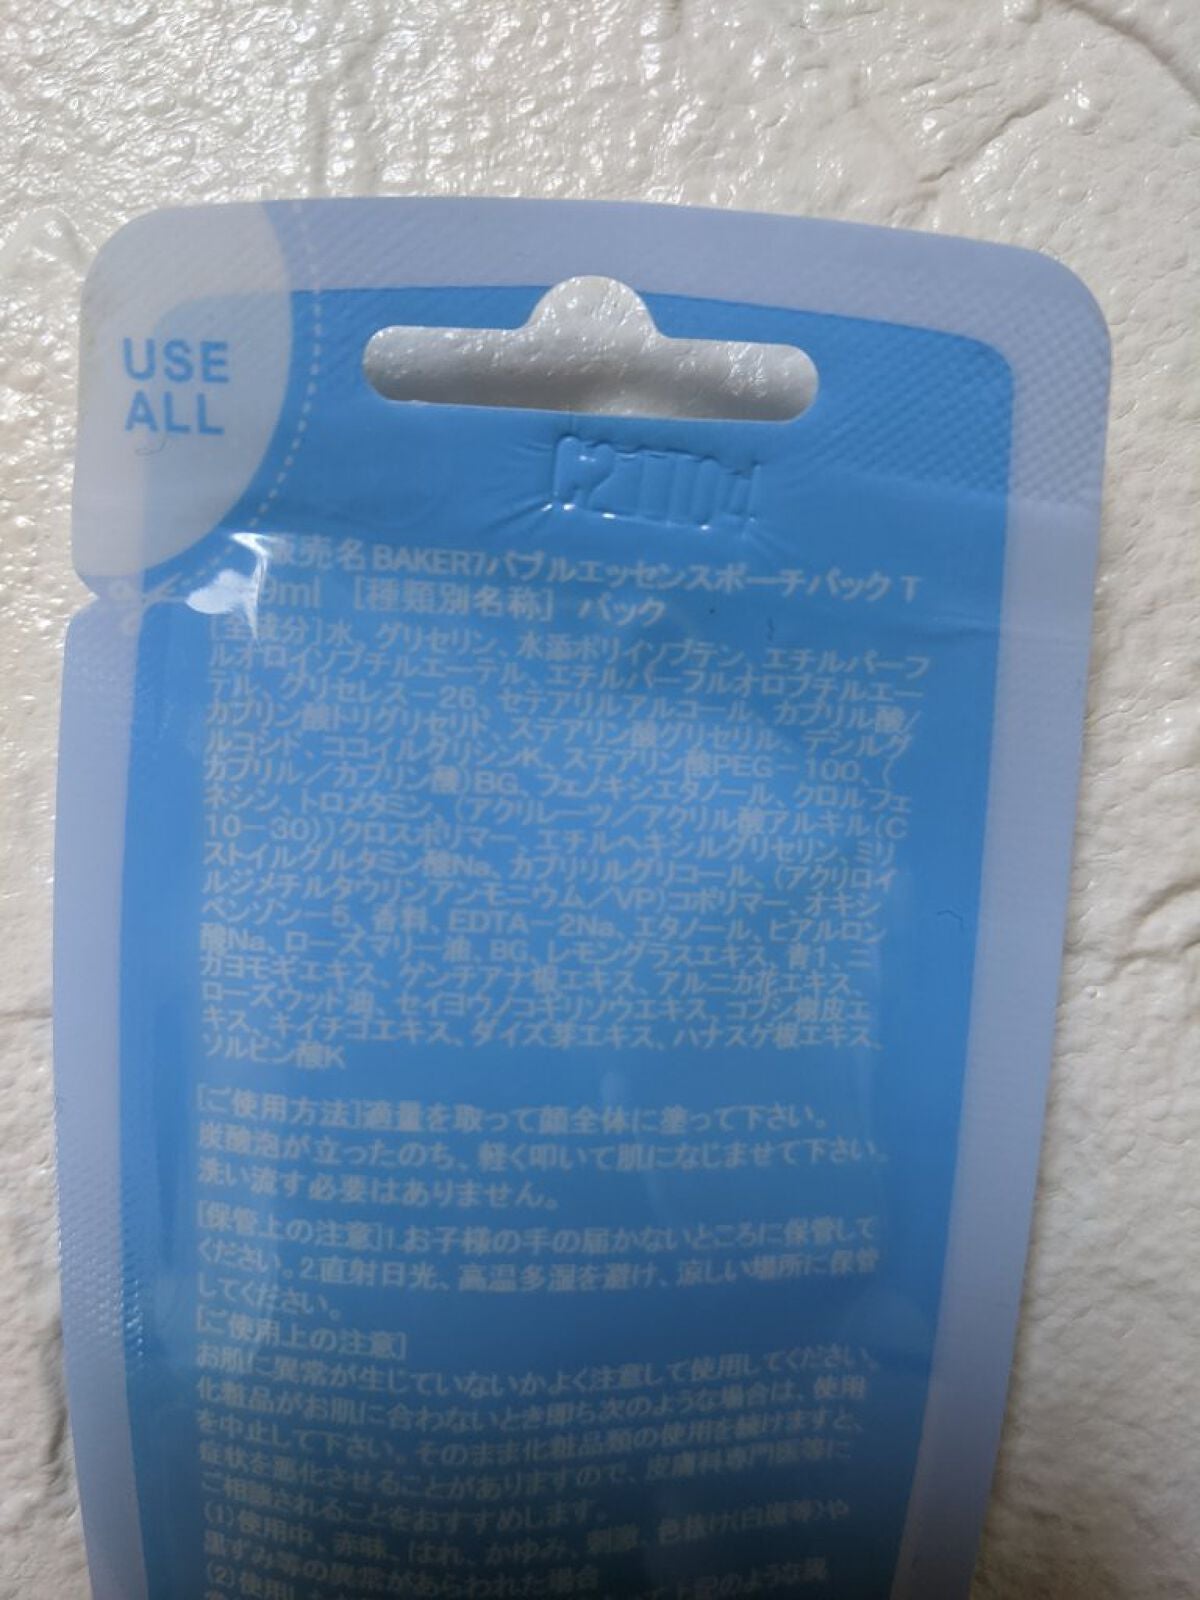 USE
ALL
販売名 BAKER7バブルエッセンスポーチパック T
9ml [種類別名称] パック
[全成分]水、グリセリン、水添ポリイソブテン、エチルパーフ
ルオロイソブチルエーテル、エチルパーフルオロブチルエー
テル、グリセレス－26、セテアリルアルコール、カプリル酸/
カプリン酸トリグリセリド、ステアリン酸グリセリル、デシルグ
ルコシド、ココイルグリシンK、ステアリン酸PEG－100、(
カプリル／カプリン酸)BG、フェノキシエタノール、クロルフェ
ネシン、トロメタミン、(アクリレーツ／アクリル酸アルキル(C
10－30))クロスポリマー、エチルヘキシルグリセリン、ミリ
ストイルグルタミン酸Na、カプリリルグリコール、(アクリロイ
ルジメチルタウリンアンモニウム／VP)コポリマー、オキシ
ベンゾン－5、香料、EDTA－2Na、エタノール、ヒアルロン
酸Na、ローズマリー油、BG、レモングラスエキス、青1、ニ
ガヨモギエキス、ゲンチアナ根エキス、アルニカ花エキス、
ローズウッド油、セイヨウノコギリソウエキス、コブシ樹皮エ
キス、キイチゴエキス、ダイズ芽エキス、ハナスゲ根エキス、
ソルビン酸K
[ご使用方法]適量を取って顔全体に塗って下さい。
炭酸泡が立ったのち、軽く叩いて肌になじませて下さい。
洗い流す必要はありません。
[保管上の注意]1.お子様の手の届かないところに保管して
ください。2.直射日光、高温多湿を避け、涼しい場所に保管
してください。
[ご使用上の注意]
お肌に異常が生じていないかよく注意して使用してください。
化粧品がお肌に合わないとき即ち次のような場合は、使用
を中止して下さい。そのまま化粧品類の使用を続けますと、
症状を悪化させることがありますので、皮膚科専門医等に
ご相談されることをおすすめします。
(1)使用中、赤味、はれ、かゆみ、刺激、色抜け(白斑等)や
黒ずみ等の異常があらわれた場合
(2)使用した 上記のような異